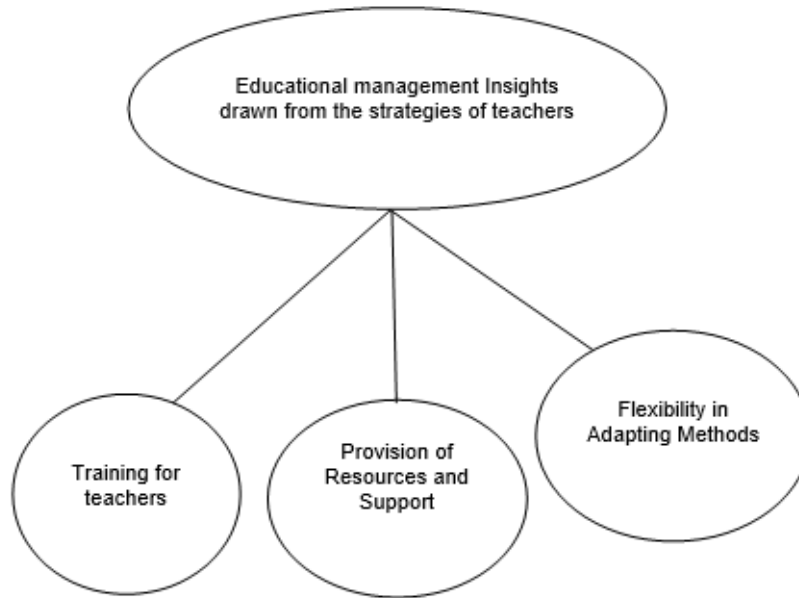 Educational management Insights
drawn from the strategies of teachers
Training for
teachers
Provision of
Resources and
Support
Flexibility in
Adapting Methods